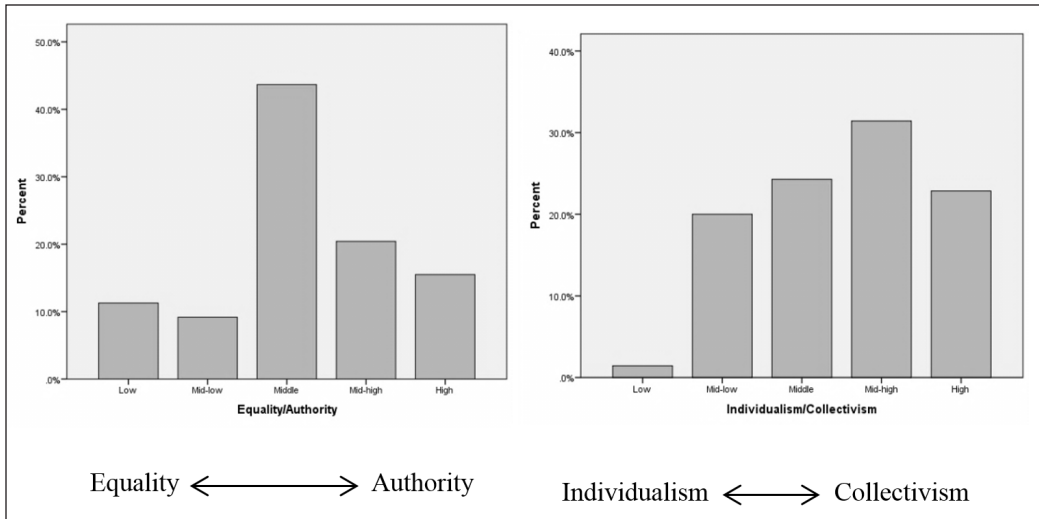 50.0%
40.0%
30.0%
20.0%
10.0%
.0%
Percent
Low Mid-low Middle Mid-high High
Equality/Authority
40.0%
30.0%
20.0%
10.0%
.0%
Percent
Low Mid-low Middle Mid-high High
Individualism/Collectivism
Equality Authority
Individualism Collectivism